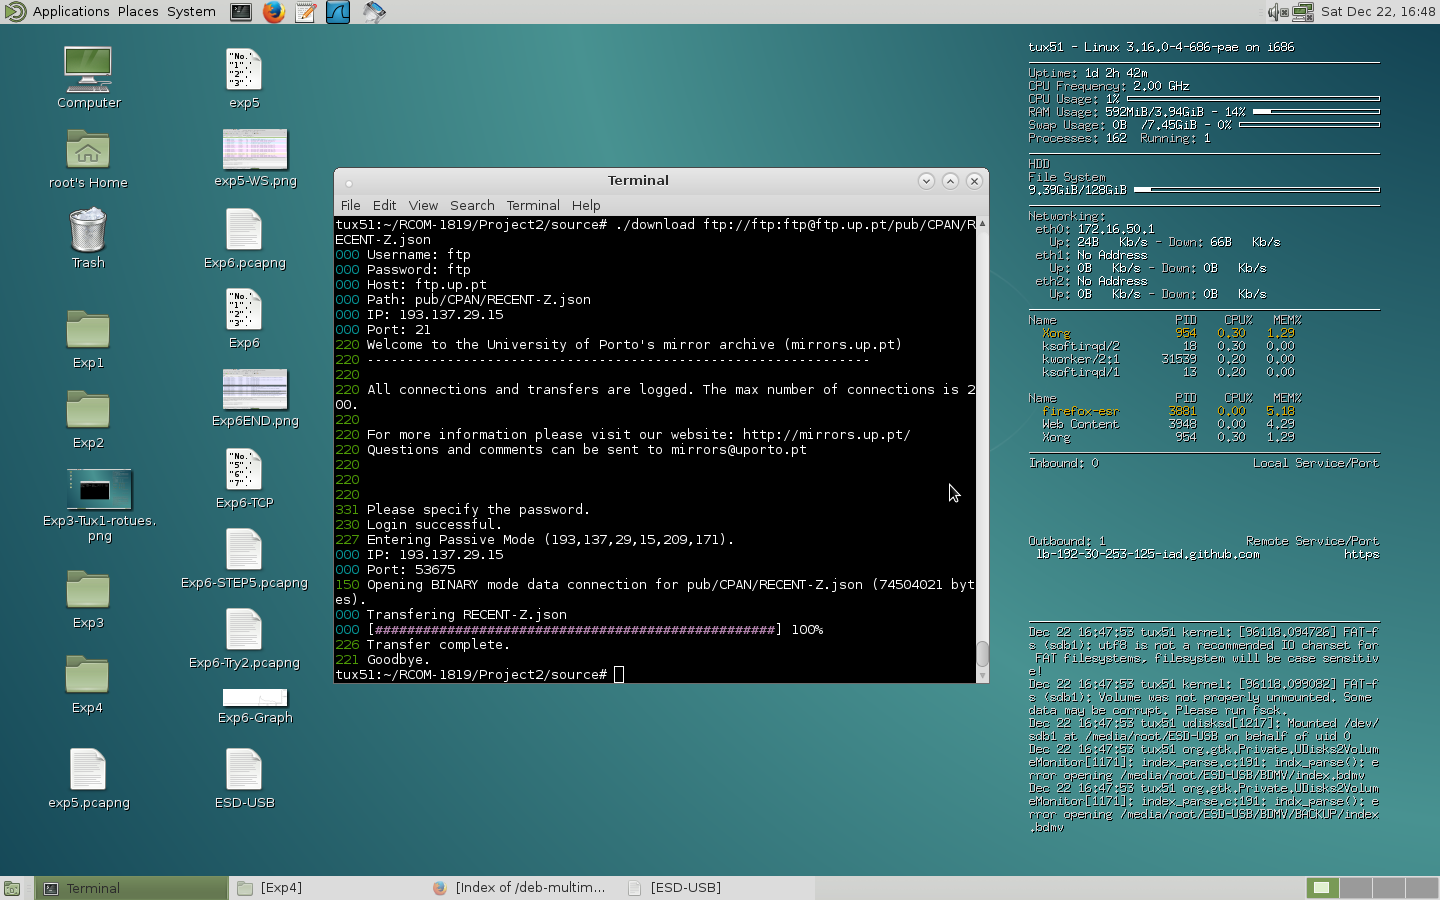 Applications Places System
Sat Dec 22, 16:48
Computer
root's Home
Trash
Exp1
Exp2
Exp3-Tux1-rotues.
png
Exp3
Exp4
exp5.pcapng
"No.
"1"
"2"
"3"
exp5
exp5-WS.png
Exp6.pcapng
"No.
"1"
"2"
"3"
Exp6
Exp6END.png
"No.
"5"
"6"
"7"
Exp6-TCP
Exp6-STEP5.pcapng
Exp6-Try2.pcapng
Exp6-Graph
ESD-USB
Terminal
File Edit View Search Terminal Help
tux51:~/RCOM-1819/Project2/source# ./download ftp://ftp:ftp@ftp.up.pt/pub/CPAN/R
ECENT-Z.json
000 Username: ftp
000 Password: ftp
000 Host: ftp.up.pt
000 Path: pub/CPAN/RECENT-Z.json
000 IP: 193.137.29.15
000 Port: 21
220 Welcome to the University of Porto's mirror archive (mirrors.up.pt)
220 ---------------------------------------------------------------
220
220 All connections and transfers are logged. The max number of connections is 2
00.
220
220 For more information please visit our website: http://mirrors.up.pt/
220 Questions and comments can be sent to mirrors@uporto.pt
220
220
220
331 Please specify the password.
230 Login successful.
227 Entering Passive Mode (193,137,29,15,209,171).
000 IP: 193.137.29.15
000 Port: 53675
150 Opening BINARY mode data connection for pub/CPAN/RECENT-Z.json (74504021 byt
es).
000 Transfering RECENT-Z.json
000 [##################################################] 100%
226 Transfer complete.
221 Goodbye.
tux51:~/RCOM-1819/Project2/source#
tux51 - Linux 3.16.0-4-686-pae on i686
Uptime: 1d 2h 42m
CPU Frequency: 2.00 GHz
CPU Usage: 1%
RAM Usage: 592MiB/3.94GiB - 14%
Swap Usage: 0B /7.45GiB - 0%
Processes: 162 Running: 1
HDD
File System
9.39GiB/128GiB
Networking:
eth0: 172.16.50.1
Up: 24B Kb/s - Down: 66B Kb/s
eth1: No Address
Up: 0B Kb/s - Down: 0B Kb/s
eth2: No Address
Up: 0B Kb/s - Down: 0B Kb/s
Name PID CPU% MEM%
Xorg 954 0.30 1.29
ksoftirqd/2 18 0.30 0.00
kworker/2:1 31539 0.20 0.00
ksoftirqd/1 13 0.20 0.00
Name PID CPU% MEM%
firefox-esr 3881 0.00 5.18
Web Content 3948 0.00 4.29
Xorg 954 0.30 1.29
Inbound: 0 Local Service/Port
Outbound: 1 Remote Service/Port
lb-192-30-253-125-iad.github.com https
Dec 22 16:47:53 tux51 kernel: [96118.094726] FAT-f
s (sdb1): utf8 is not a recommended IO charset for
FAT filesystems, filesystem will be case sensitiv
e!
Dec 22 16:47:53 tux51 kernel: [96118.099082] FAT-f
s (sdb1): Volume was not properly unmounted. Some
data may be corrupt. Please run fsck.
Dec 22 16:47:53 tux51 udisksd[1217]: Mounted /dev/
sdb1 at /media/root/ESD-USB on behalf of uid 0
Dec 22 16:47:53 tux51 org.gtk.Private.UDisks2Volum
eMonitor[1171]: index_parse.c:191: indx_parse(): e
rror opening /media/root/ESD-USB/BDMV/index.bdmv
Dec 22 16:47:53 tux51 org.gtk.Private.UDisks2Volum
eMonitor[1171]: index_parse.c:191: indx_parse(): e
rror opening /media/root/ESD-USB/BDMV/BACKUP/index
.bdmv
Terminal
[Exp4]
[Index of /deb-multim...
[ESD-USB]